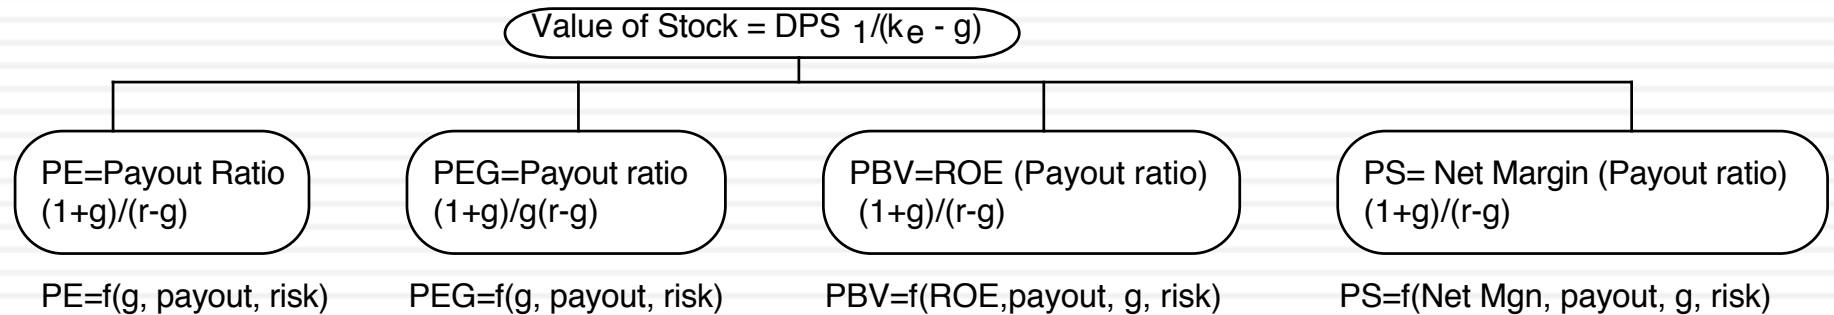 Value of Stock = DPS 1/(ke - g)
PE=Payout Ratio
(1+g)/(r-g)
PEG=Payout ratio
(1+g)/g(r-g)
PBV=ROE (Payout ratio)
(1+g)/(r-g)
PS= Net Margin (Payout ratio)
(1+g)/(r-g)
PE=f(g, payout, risk)
PEG=f(g, payout, risk)
PBV=f(ROE,payout, g, risk)
PS=f(Net Mgn, payout, g, risk)